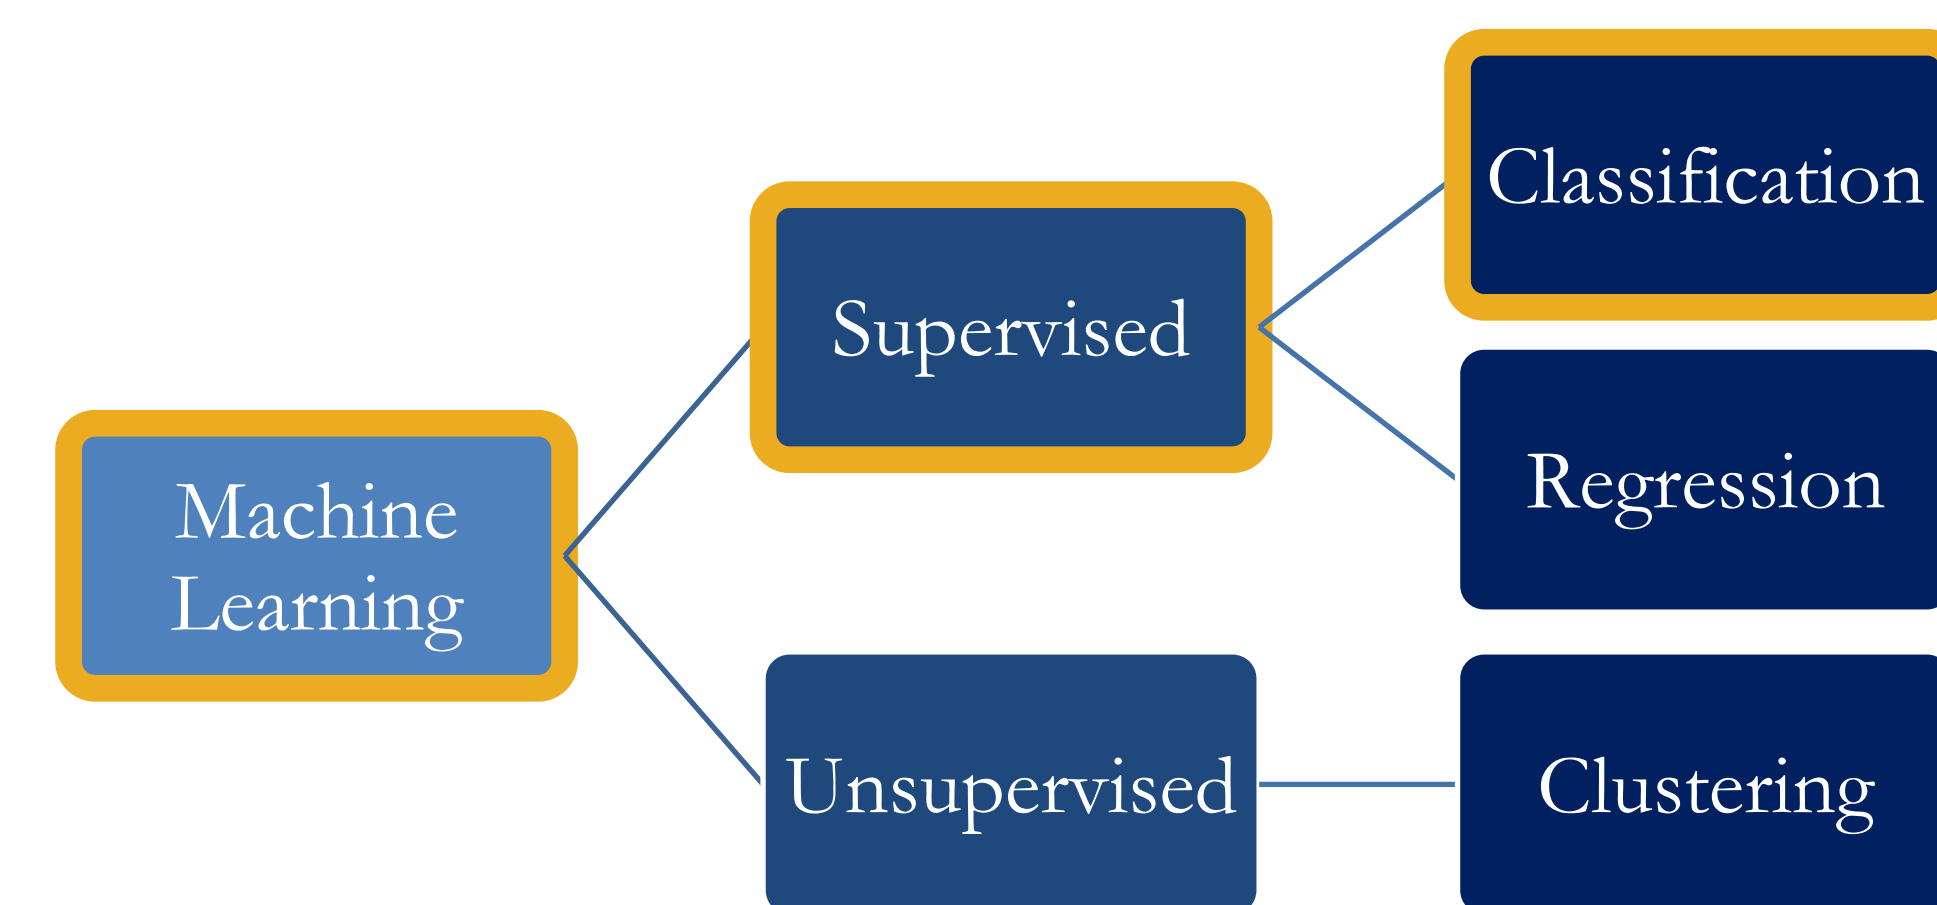 Classification
Supervised
Regression
Machine
Learning
Unsupervised
Clustering